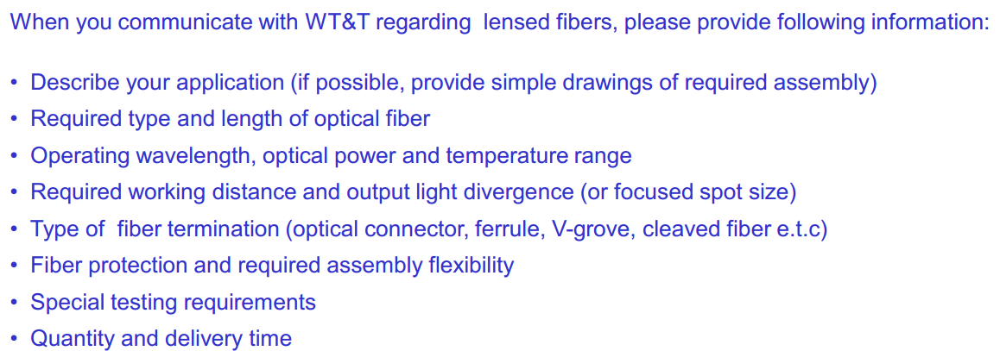 When you communicate with WT&T regarding  lensed fibers, please provide following information:
• Describe your application (if possible, provide simple drawings of required assembly)
• Required type and length of optical fiber
• Operating wavelength, optical power and temperature range
• Required working distance and output light divergence (or focused spot size)
• Type of  fiber termination (optical connector, ferrule, V-grove, cleaved fiber e.t.c)
• Fiber protection and required assembly flexibility
• Special testing requirements
• Quantity and delivery time